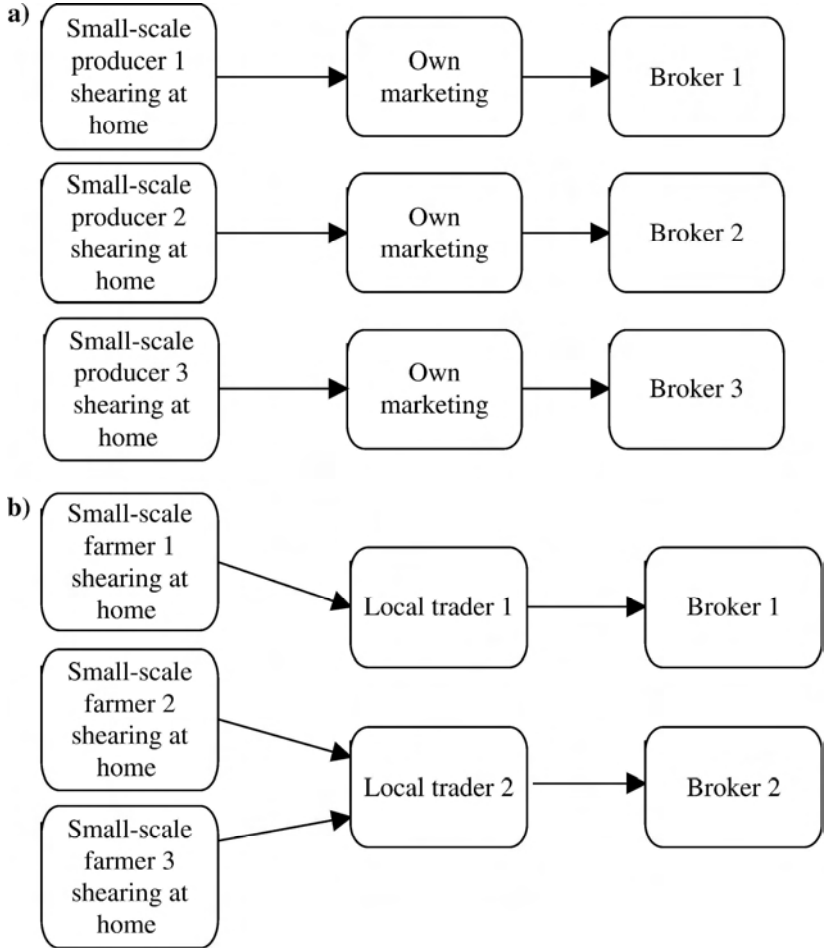 a)
Small-scale
producer 1
shearing at
home
Own
marketing
Broker 1
Small-scale
producer 2
shearing at
home
Own
marketing
Broker 2
Small-scale
producer 3
shearing at
home
Own
marketing
Broker 3
b)
Small-scale
farmer 1
shearing at
home
Local trader 1
Broker 1
Small-scale
farmer 2
shearing at
home
Local trader 2
Broker 2
Small-scale
farmer 3
shearing at
home